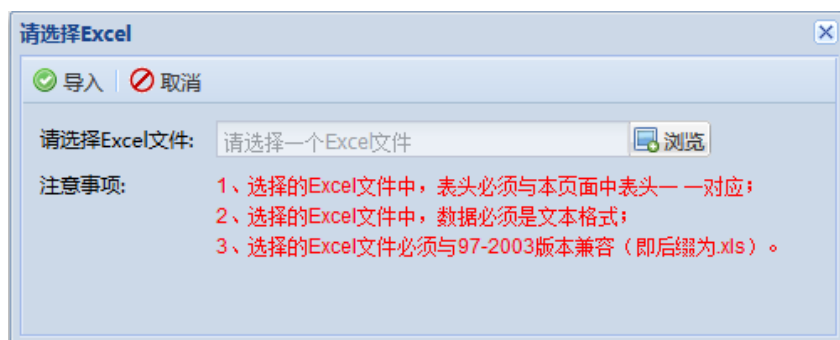 请选择Excel
导入 取消
请选择Excel文件: 请选择一个Excel文件 浏览
注意事项: 1、选择的Excel文件中，表头必须与本页面中表头一 一对应；
2、选择的Excel文件中，数据必须是文本格式；
3、选择的Excel文件必须与97-2003版本兼容（即后缀为.xls）。